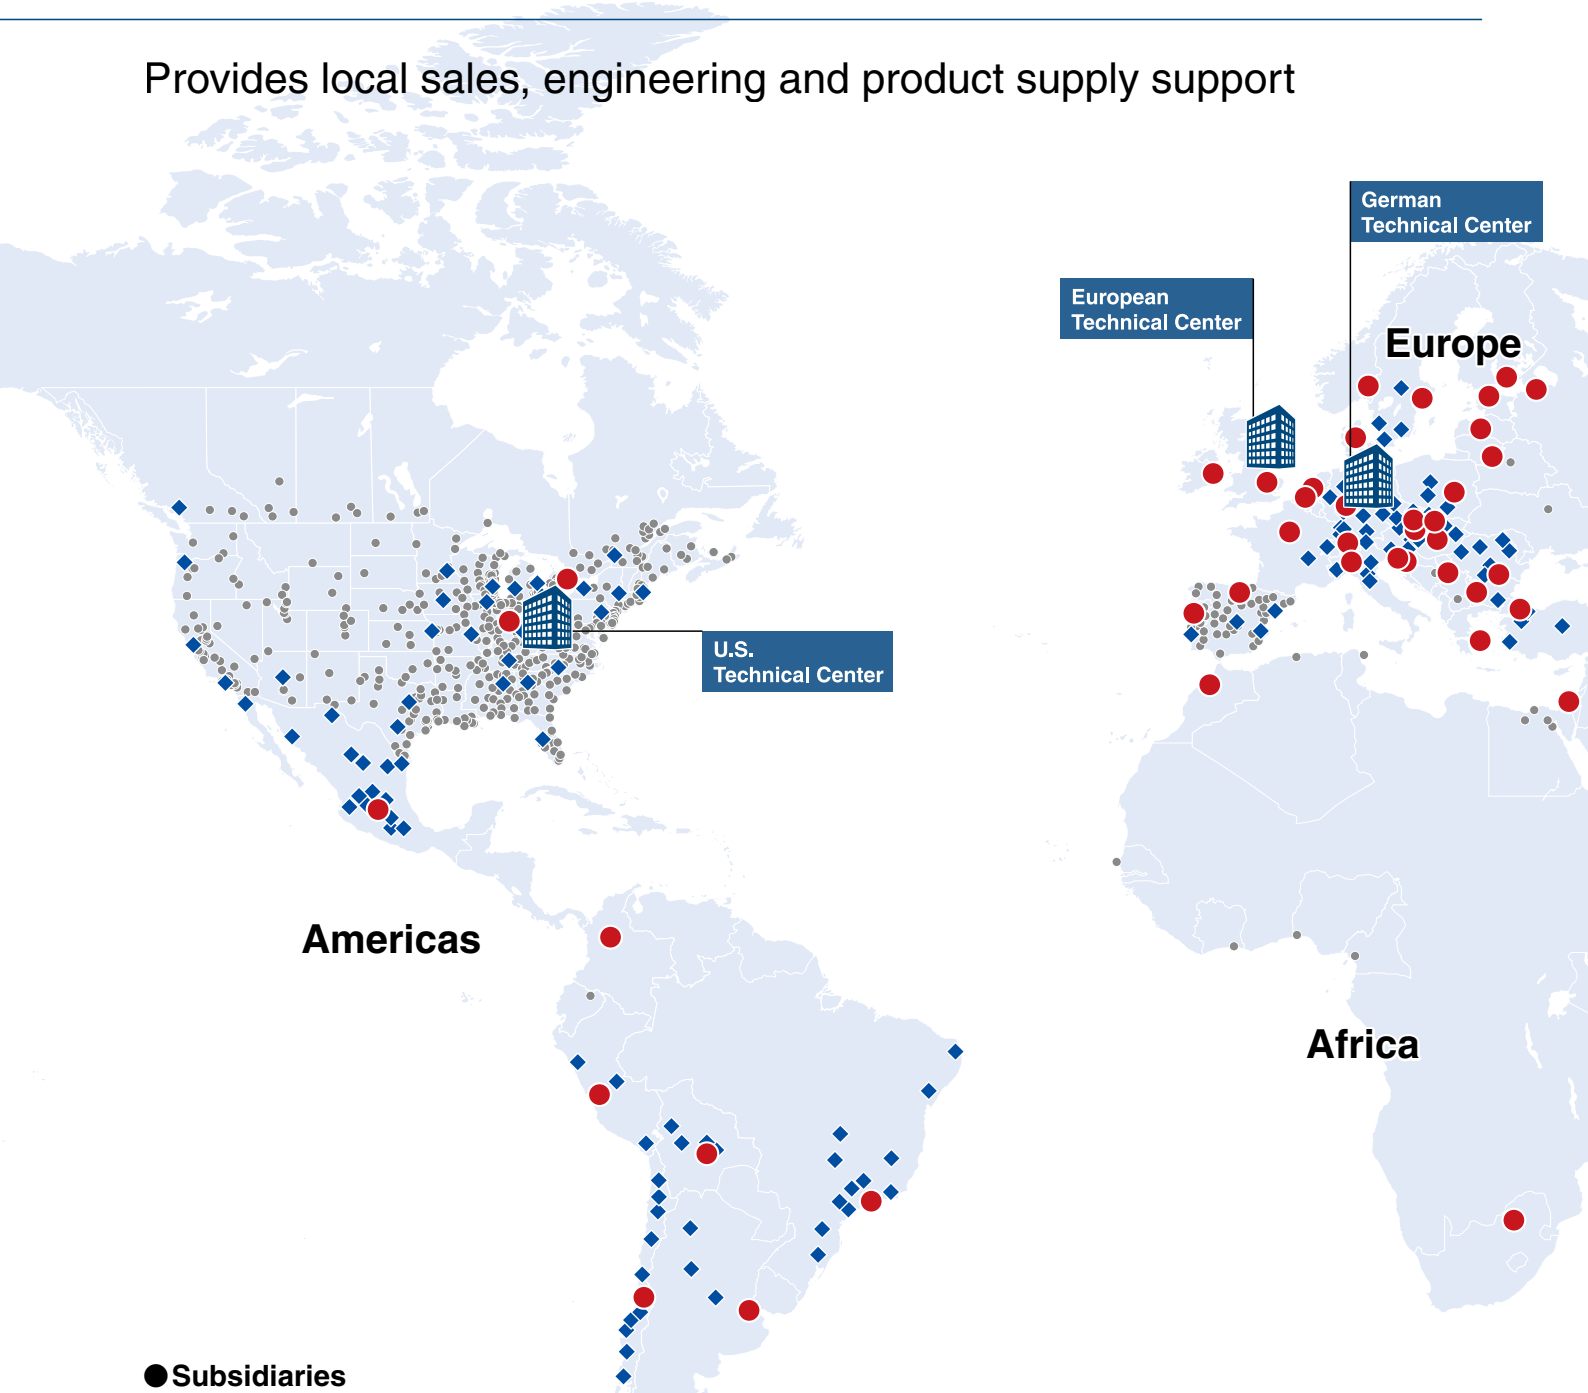 Provides local sales, engineering and product supply support
German
Technical Center
European
Technical Center
Europe
U.S.
Technical Center
Americas
Africa
●Subsidiaries